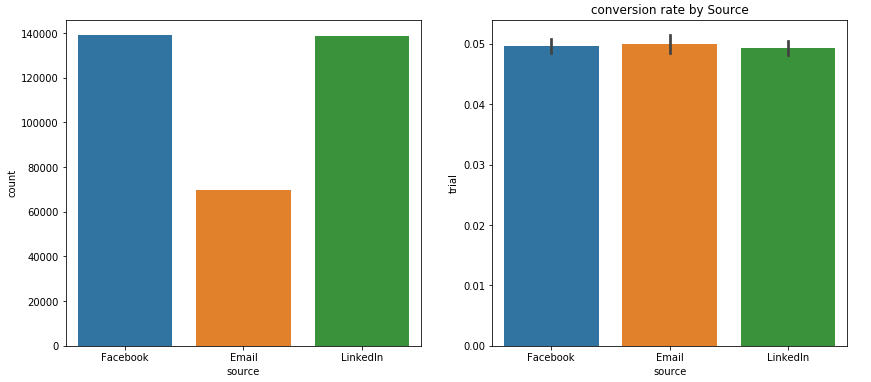 conversion rate by Source
140000
120000
100000
80000
60000
40000
20000
0
count
Facebook
Email
LinkedIn
source
0.05
0.04
0.03
0.02
0.01
0.00
trial
Facebook
Email
LinkedIn
source